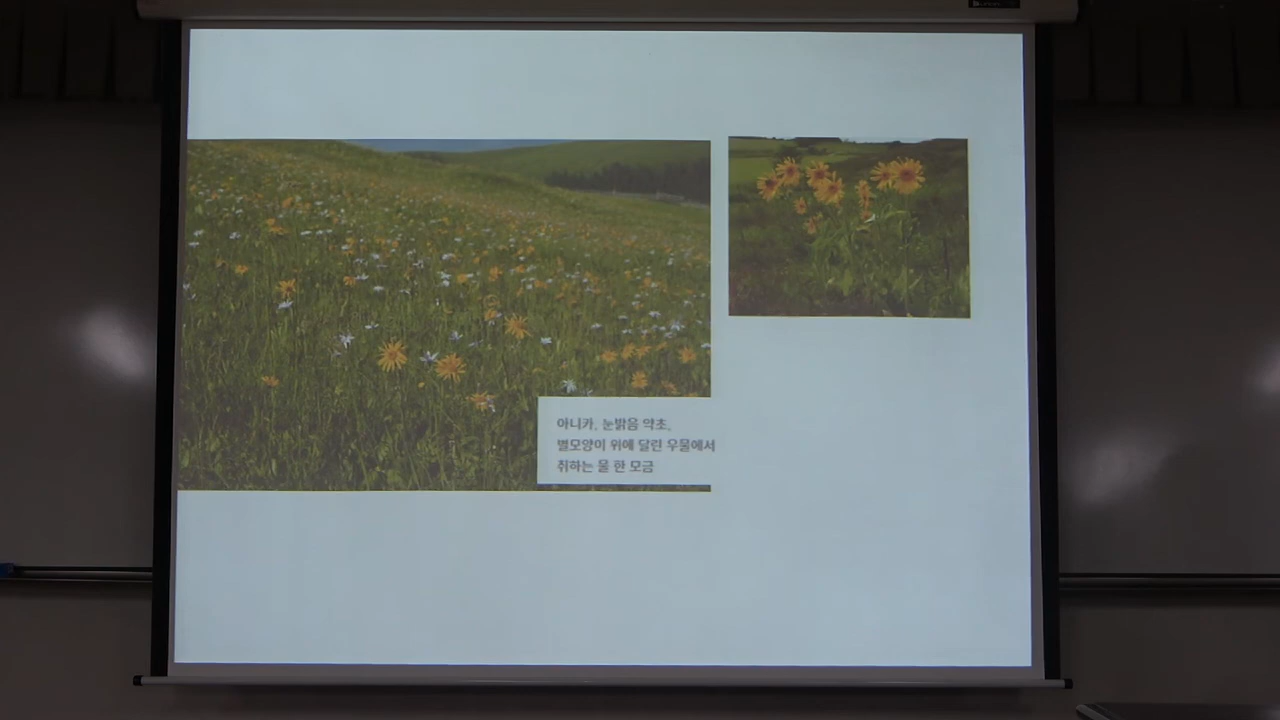 아니카, 눈밝음 약초,
별모양이 위에 달린 우물에서
취하는 물 한 모금